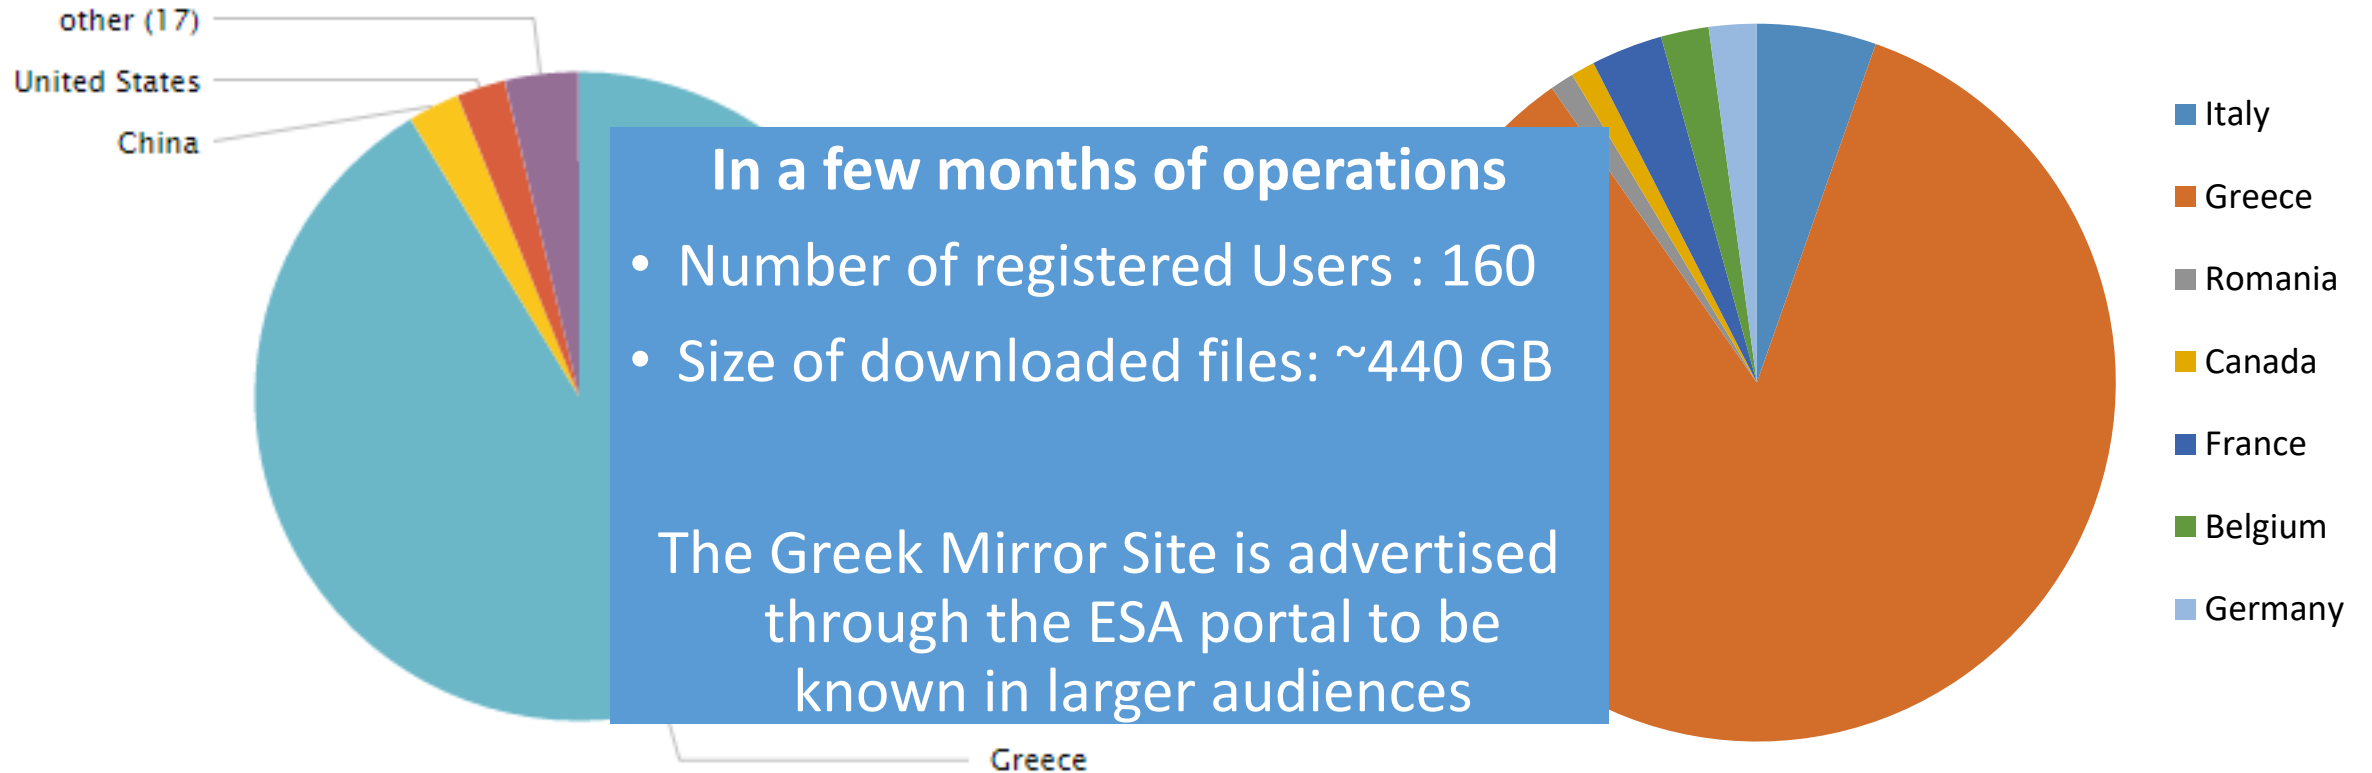 other (17)
United States
China
Greece
In a few months of operations
• Number of registered Users : 160
• Size of downloaded files: ~440 GB
The Greek Mirror Site is advertised
through the ESA portal to be
known in larger audiences
Italy
Greece
Romania
Canada
France
Belgium
Germany